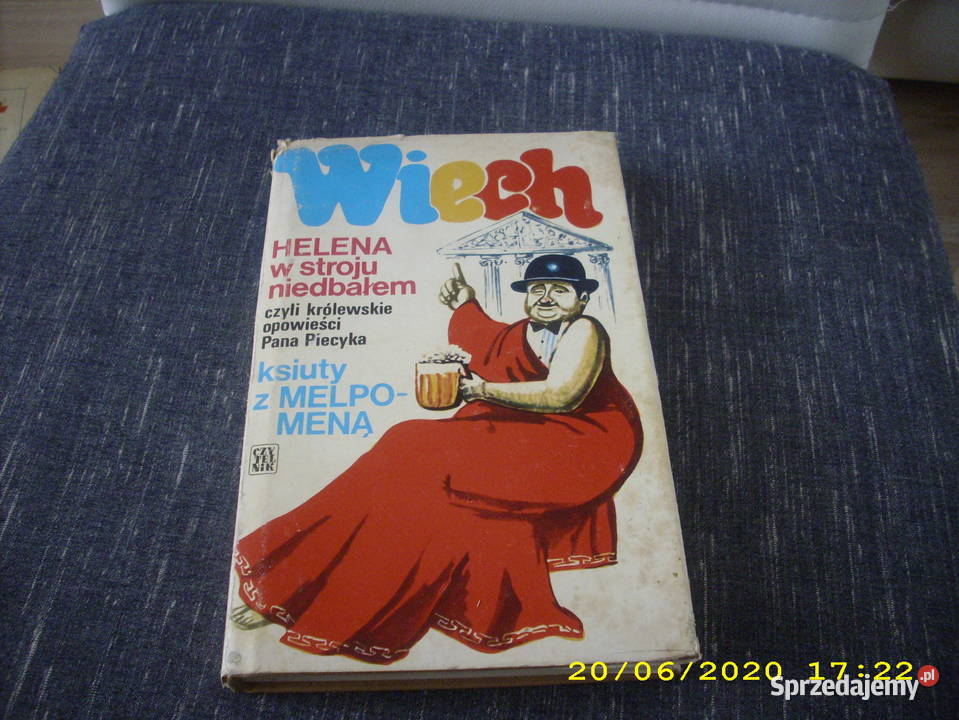 Wiech
HELENA
w stroju
niedbałem
czyli królewskie
opowieści
Pana Piecyka
ksiuty
z MELPO-
MENĄ
CZY
TEL
NIK
20/06/2020 17:22
Sprzedajemy.pl